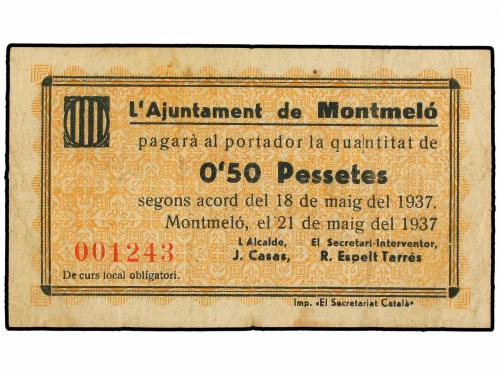 L'Ajuntament de Montmeló
pagarà al portador la quantitat de
0'50 Pessetes
segons acord del 18 de maig del 1937.
Montmeló, el 21 de maig del 1937
L'Alcalde, El Secretari-Interventor,
001243 J. Casas, R. Espelt Tarrés
De curs local obligatori.
Imp. «El Secretariat Català»